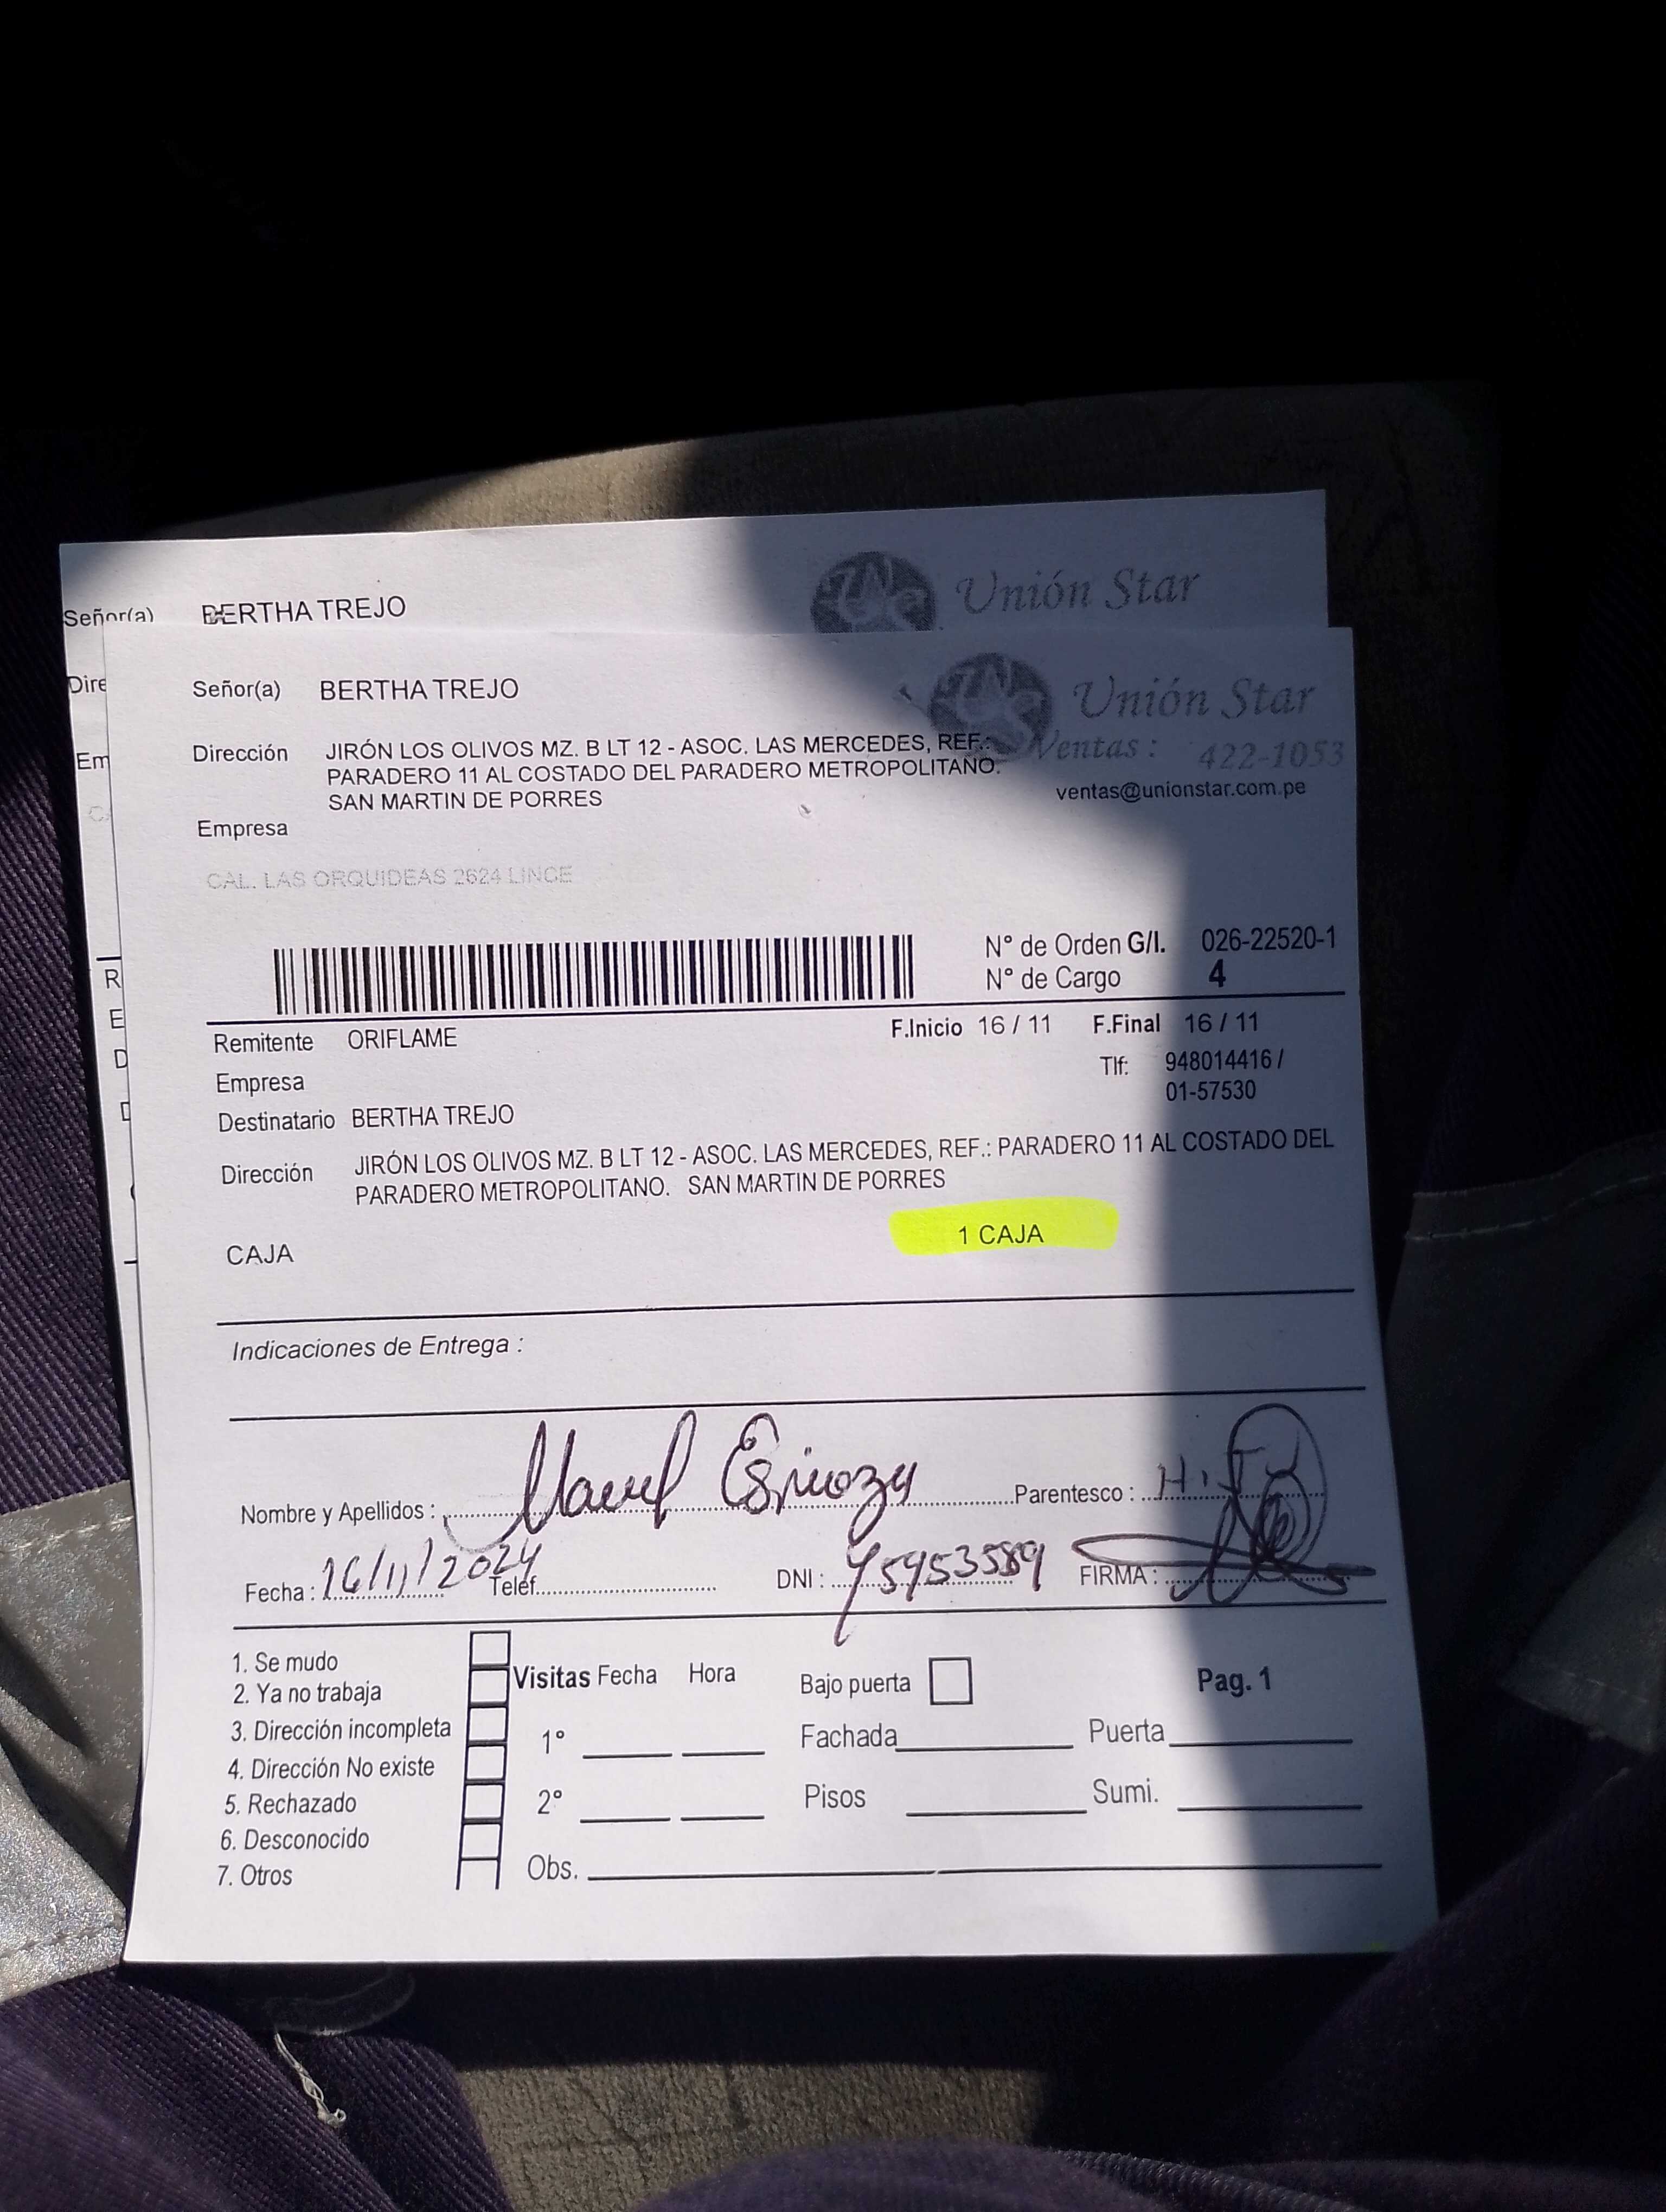 Señor(a) BERTHA TREJO
Unión Star
Dire
Em
R
E
D
Señor(a) BERTHA TREJO
Unión Star
Ventas : 422-1053
ventas@unionstar.com.pe
Dirección JIRÓN LOS OLIVOS MZ. B LT 12 - ASOC. LAS MERCEDES, REF.:
PARADERO 11 AL COSTADO DEL PARADERO METROPOLITANO.
SAN MARTIN DE PORRES
Empresa
CAL. LAS ORQUIDEAS 2624 LINCE
N° de Orden G/I. 026-22520-1
N° de Cargo 4
Remitente ORIFLAME F.Inicio 16 / 11 F.Final 16 / 11
Empresa Tlf: 948014416 /
01-57530
Destinatario BERTHA TREJO
Dirección JIRÓN LOS OLIVOS MZ. B LT 12 - ASOC. LAS MERCEDES, REF.: PARADERO 11 AL COSTADO DEL
PARADERO METROPOLITANO. SAN MARTIN DE PORRES
CAJA 1 CAJA
Indicaciones de Entrega :
Nombre y Apellidos : Espinoza Parentesco : Hijo
Fecha : 16/11/2024 Teléf. DNI : 45953589 FIRMA :
1. Se mudo
2. Ya no trabaja
3. Dirección incompleta
4. Dirección No existe
5. Rechazado
6. Desconocido
7. Otros
Visitas Fecha Hora
1°
2°
Obs.
Bajo puerta
Fachada
Pisos
Pag. 1
Puerta
Sumi.